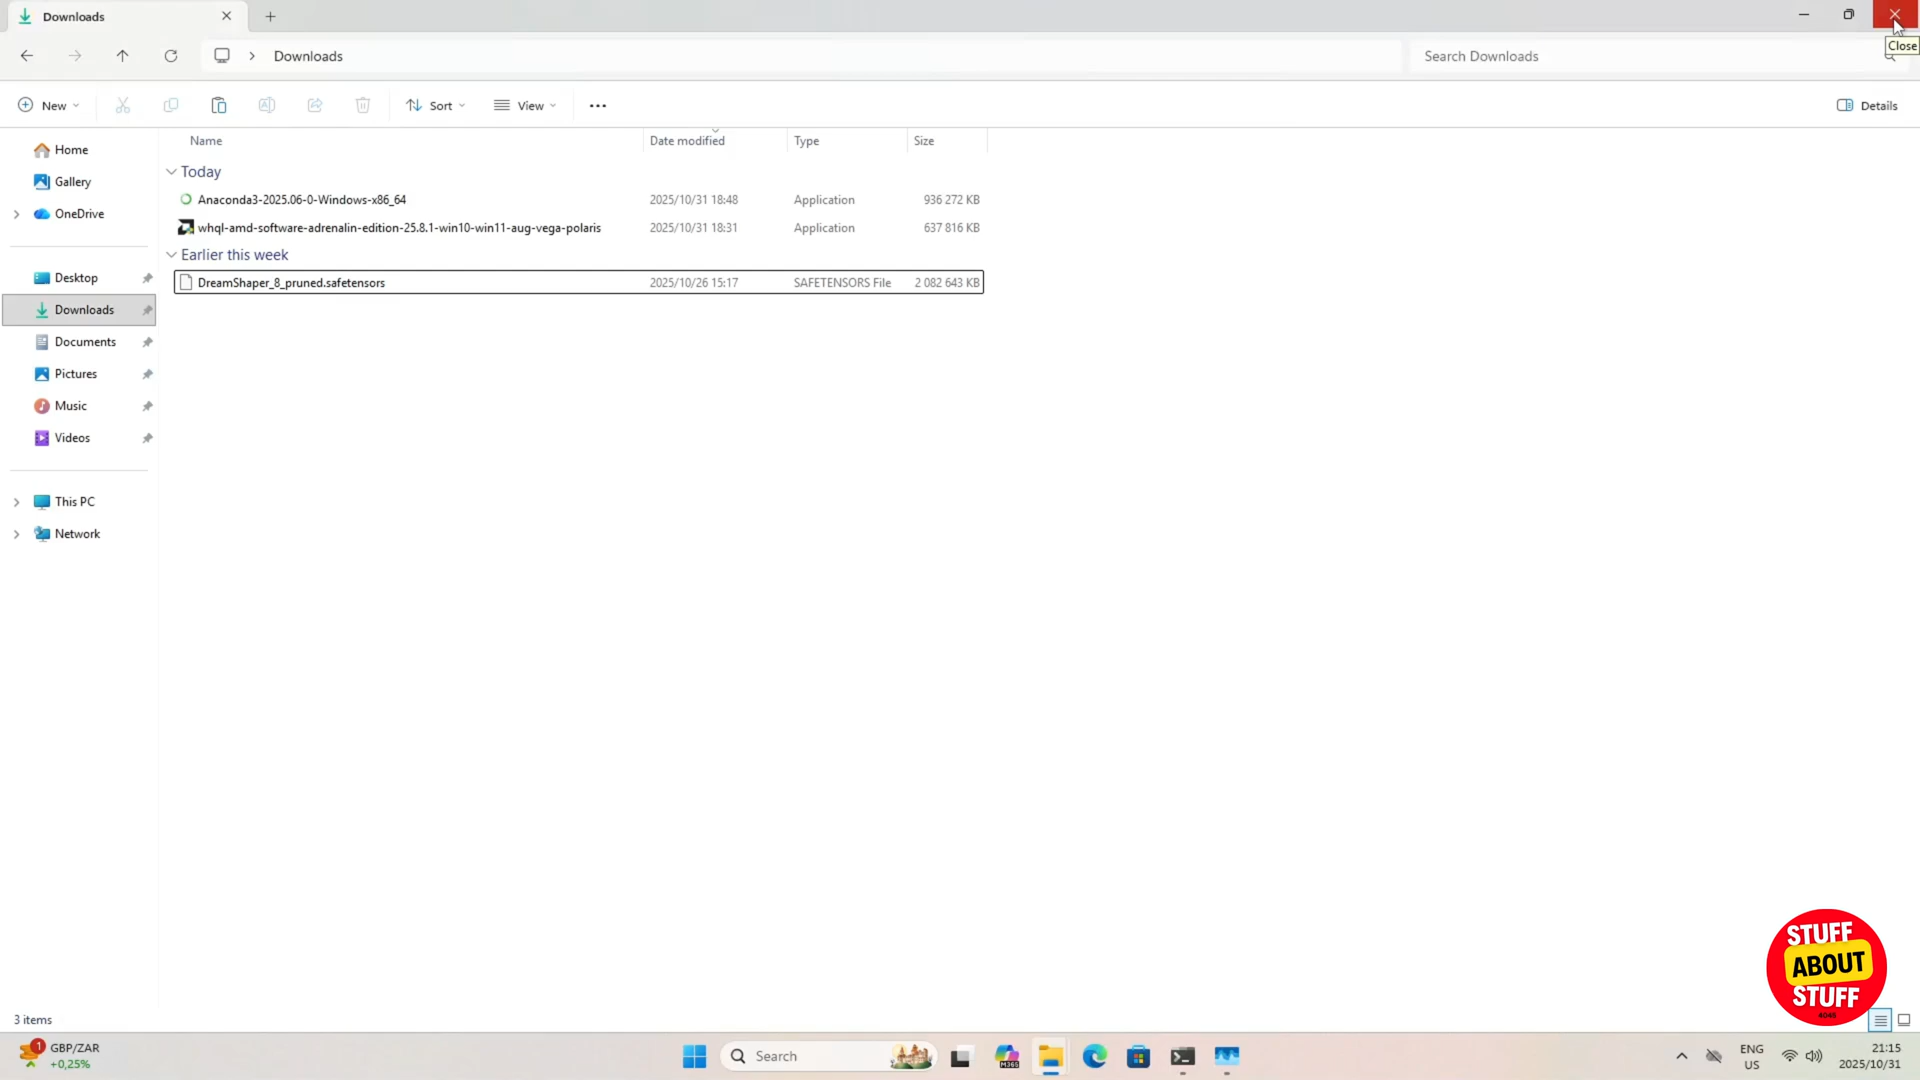 Downloads
Close
Downloads
Search Downloads
New
Sort
View
Details
Name
Date modified
Type
Size
Home
Gallery
OneDrive
Desktop
Downloads
Documents
Pictures
Music
Videos
This PC
Network
Today
Anaconda3-2025.06-0-Windows-x86_64 2025/10/31 18:48 Application 936 272 KB
whql-amd-software-adrenalin-edition-25.8.1-win10-win11-aug-vega-polaris 2025/10/31 18:31 Application 637 816 KB
Earlier this week
DreamShaper_8_pruned.safetensors 2025/10/26 15:17 SAFETENSORS File 2 082 643 KB
STUFF
ABOUT
STUFF
4045
3 items
1
GBP/ZAR
+0,25%
Search
M365
ENG
US
21:15
2025/10/31